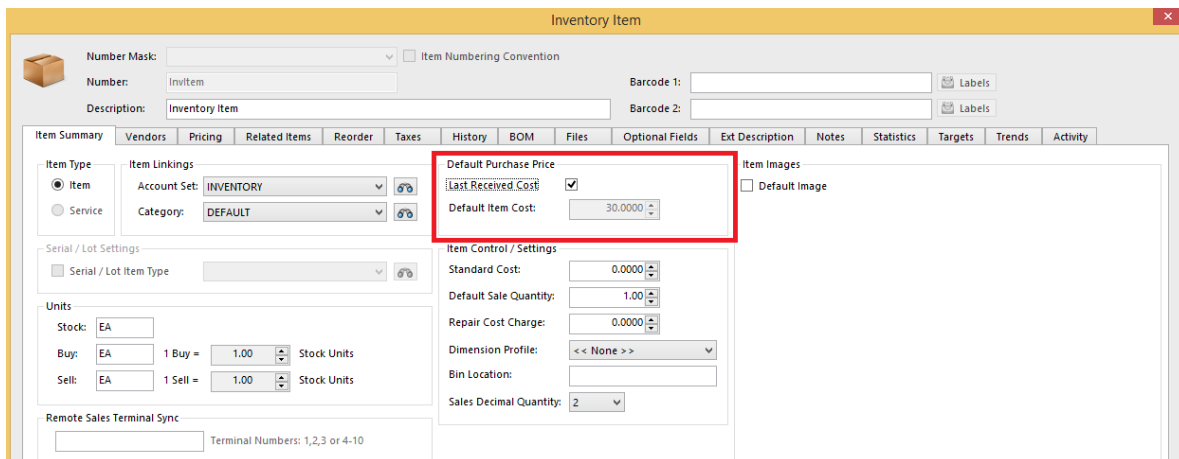 Inventory Item
Number Mask: Item Numbering Convention
Number: InvItem Barcode 1: Labels
Description: Inventory Item Barcode 2: Labels
Item Summary Vendors Pricing Related Items Reorder Taxes History BOM Files Optional Fields Ext Description Notes Statistics Targets Trends Activity
Item Type Item Linkings Default Purchase Price Item Images
Item Account Set: INVENTORY Last Received Cost Default Image
Service Category: DEFAULT Default Item Cost: 30.0000
Serial / Lot Settings Item Control / Settings
Serial / Lot Item Type Standard Cost: 0.0000
Units Default Sale Quantity: 1.00
Stock: EA Repair Cost Charge: 0.0000
Buy: EA 1 Buy = 1.00 Stock Units Dimension Profile: << None >>
Sell: EA 1 Sell = 1.00 Stock Units Bin Location:
Sales Decimal Quantity: 2
Remote Sales Terminal Sync
Terminal Numbers: 1,2,3 or 4-10